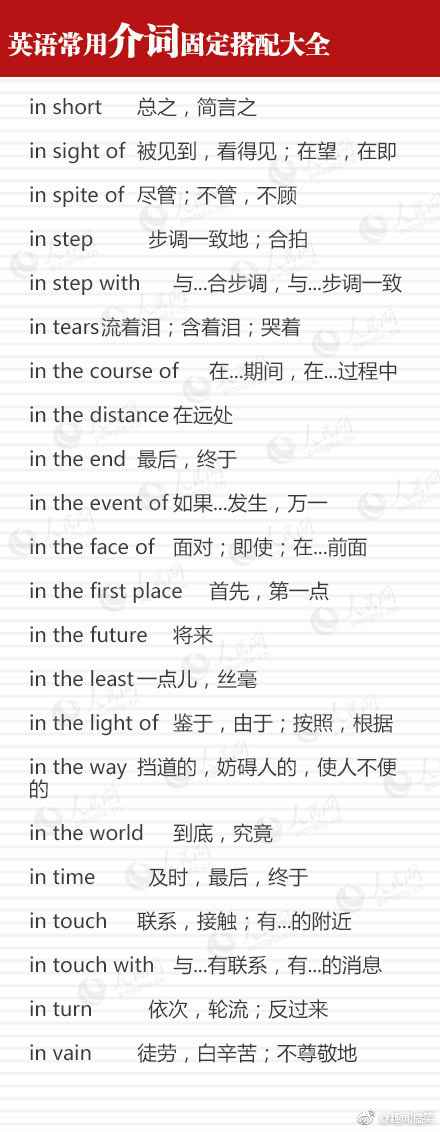 英语常用介词固定搭配大全
in short 总之，简言之
in sight of 被见到，看得见；在望，在即
in spite of 尽管；不管，不顾
in step 步调一致地；合拍
in step with 与...合步调，与...步调一致
in tears流着泪；含着泪；哭着
in the course of 在...期间，在...过程中
in the distance 在远处
in the end 最后，终于
in the event of 如果...发生，万一
in the face of 面对；即使；在...前面
in the first place 首先，第一点
in the future 将来
in the least 一点儿，丝毫
in the light of 鉴于，由于；按照，根据
in the way 挡道的，妨碍人的，使人不便
的
in the world 到底，究竟
in time 及时，最后，终于
in touch 联系，接触；有...的附近
in touch with 与...有联系，有...的消息
in turn 依次，轮流；反过来
in vain 徒劳，白辛苦；不尊敬地
人民网
people.cn